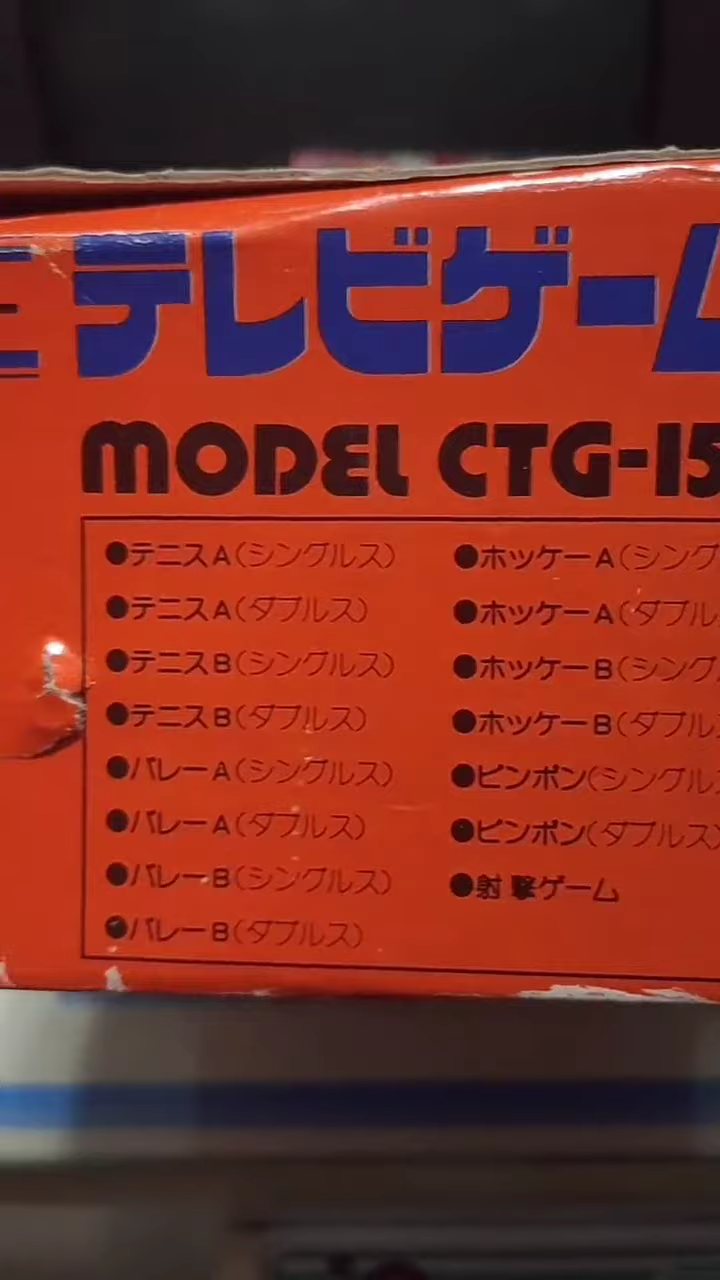 テレビゲーム
MODEL CTG-15
●テニスA(シングルス)
●テニスA(ダブルス)
●テニスB(シングルス)
●テニスB(ダブルス)
●バレーA(シングルス)
●バレーA(ダブルス)
●バレーB(シングルス)
●バレーB(ダブルス)
●ホッケーA(シング
●ホッケーA(ダブル
●ホッケーB(シング
●ホッケーB(ダブル
●ピンポン(シングル
●ピンポン(ダブルス)
●射撃ゲーム